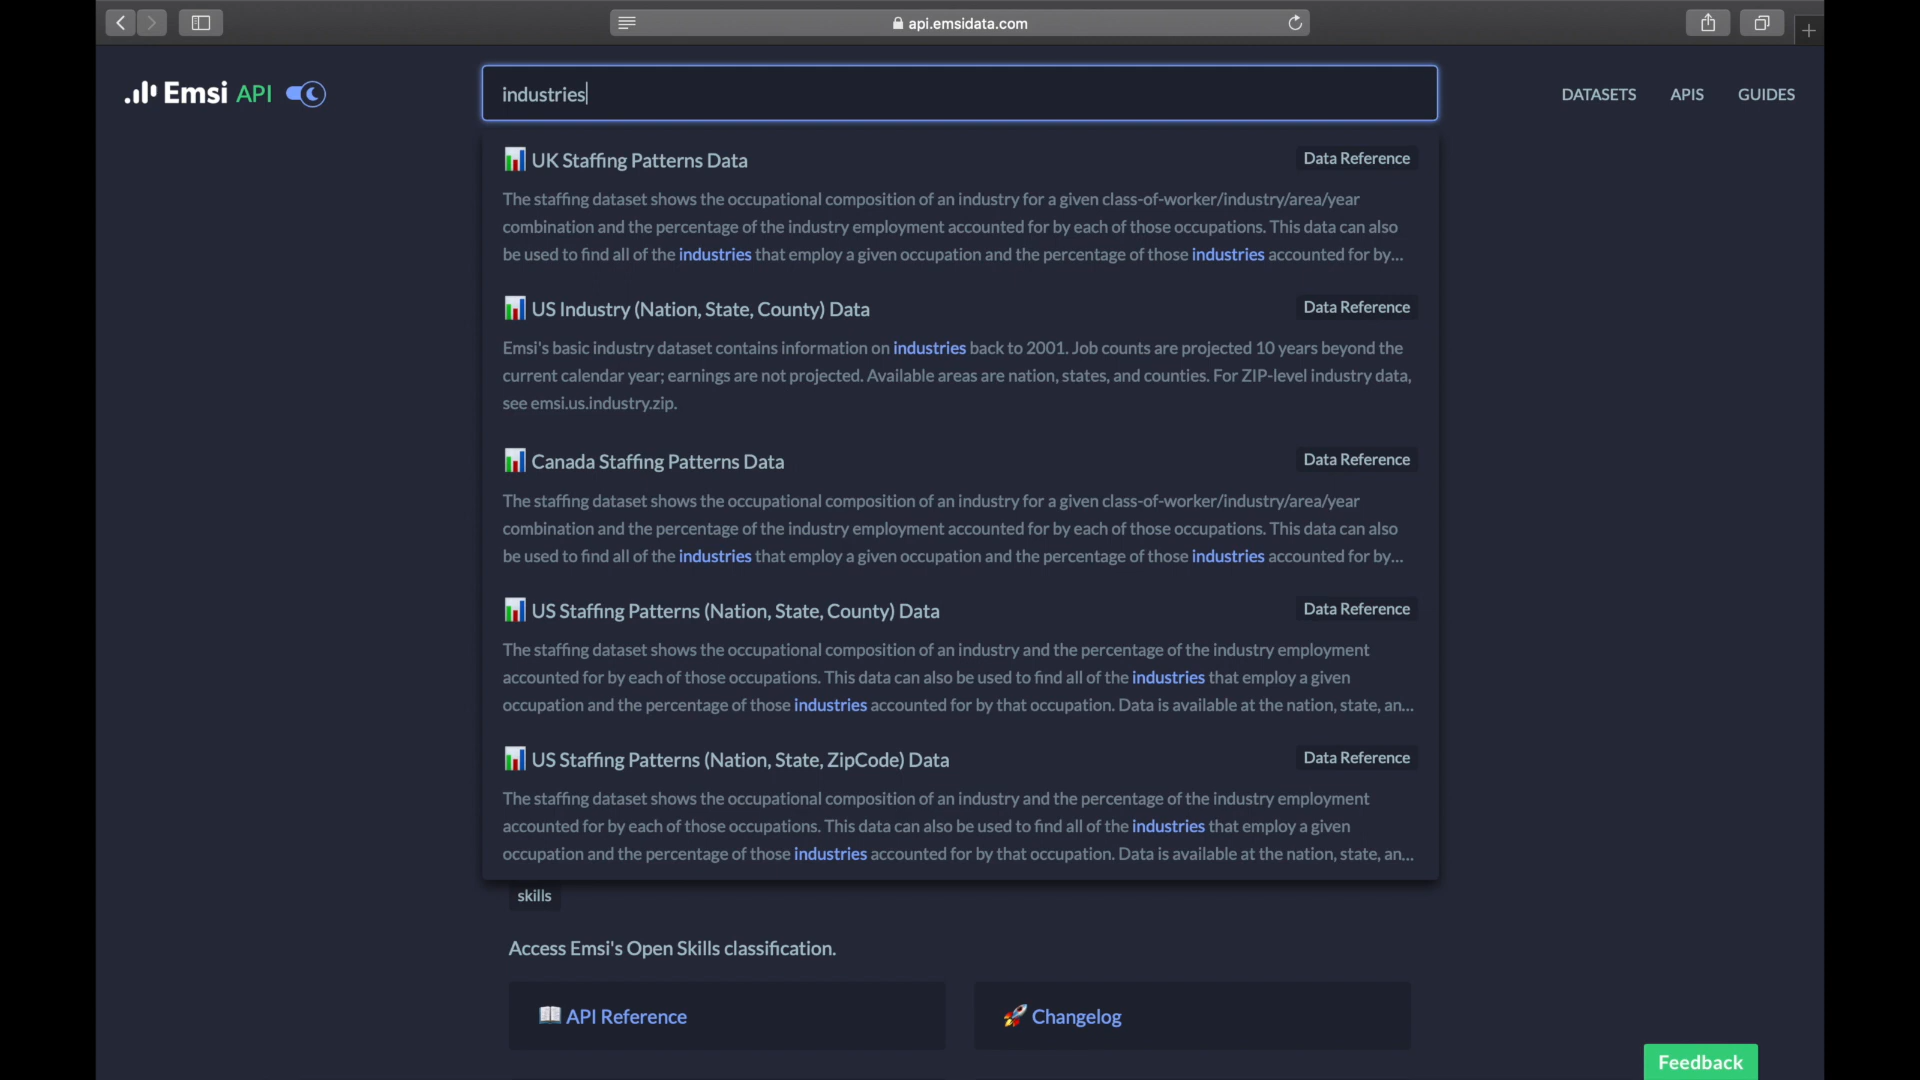 api.emsidata.com
Emsi API
industries
DATASETS APIS GUIDES
UK Staffing Patterns Data
Data Reference
The staffing dataset shows the occupational composition of an industry for a given class-of-worker/industry/area/year
combination and the percentage of the industry employment accounted for by each of those occupations. This data can also
be used to find all of the industries that employ a given occupation and the percentage of those industries accounted for by...
US Industry (Nation, State, County) Data
Data Reference
Emsi's basic industry dataset contains information on industries back to 2001. Job counts are projected 10 years beyond the
current calendar year; earnings are not projected. Available areas are nation, states, and counties. For ZIP-level industry data,
see emsi.us.industry.zip.
Canada Staffing Patterns Data
Data Reference
The staffing dataset shows the occupational composition of an industry for a given class-of-worker/industry/area/year
combination and the percentage of the industry employment accounted for by each of those occupations. This data can also
be used to find all of the industries that employ a given occupation and the percentage of those industries accounted for by...
US Staffing Patterns (Nation, State, County) Data
Data Reference
The staffing dataset shows the occupational composition of an industry and the percentage of the industry employment
accounted for by each of those occupations. This data can also be used to find all of the industries that employ a given
occupation and the percentage of those industries accounted for by that occupation. Data is available at the nation, state, an...
US Staffing Patterns (Nation, State, ZipCode) Data
Data Reference
The staffing dataset shows the occupational composition of an industry and the percentage of the industry employment
accounted for by each of those occupations. This data can also be used to find all of the industries that employ a given
occupation and the percentage of those industries accounted for by that occupation. Data is available at the nation, state, an...
skills
Access Emsi's Open Skills classification.
API Reference
Changelog
Feedback